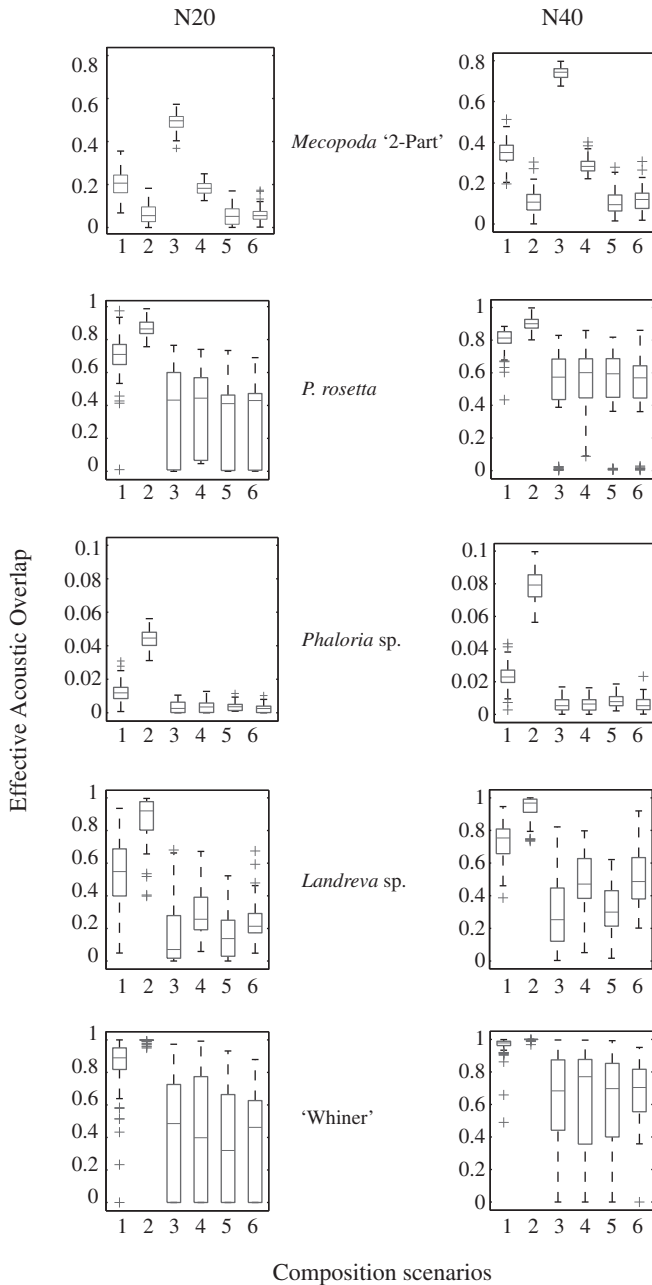 N20 N40
0.8 0.8
0.6 0.6
Mecopoda ‘2-Part’
0.4 0.4
0.2 0.2
0 0
1 2 3 4 5 6 1 2 3 4 5 6
1 1
0.8 0.8
0.6 0.6
P. rosetta
0.4 0.4
0.2 0.2
0 0
1 2 3 4 5 6 1 2 3 4 5 6
Effective Acoustic Overlap
0.1 0.1
0.08 0.08
0.06 0.06
Phaloria sp.
0.04 0.04
0.02 0.02
0 0
1 2 3 4 5 6 1 2 3 4 5 6
1 1
0.8 0.8
0.6 0.6
Landreva sp.
0.4 0.4
0.2 0.2
0 0
1 2 3 4 5 6 1 2 3 4 5 6
1 1
0.8 0.8
0.6 0.6
‘Whiner’
0.4 0.4
0.2 0.2
0 0
1 2 3 4 5 6 1 2 3 4 5 6
Composition scenarios